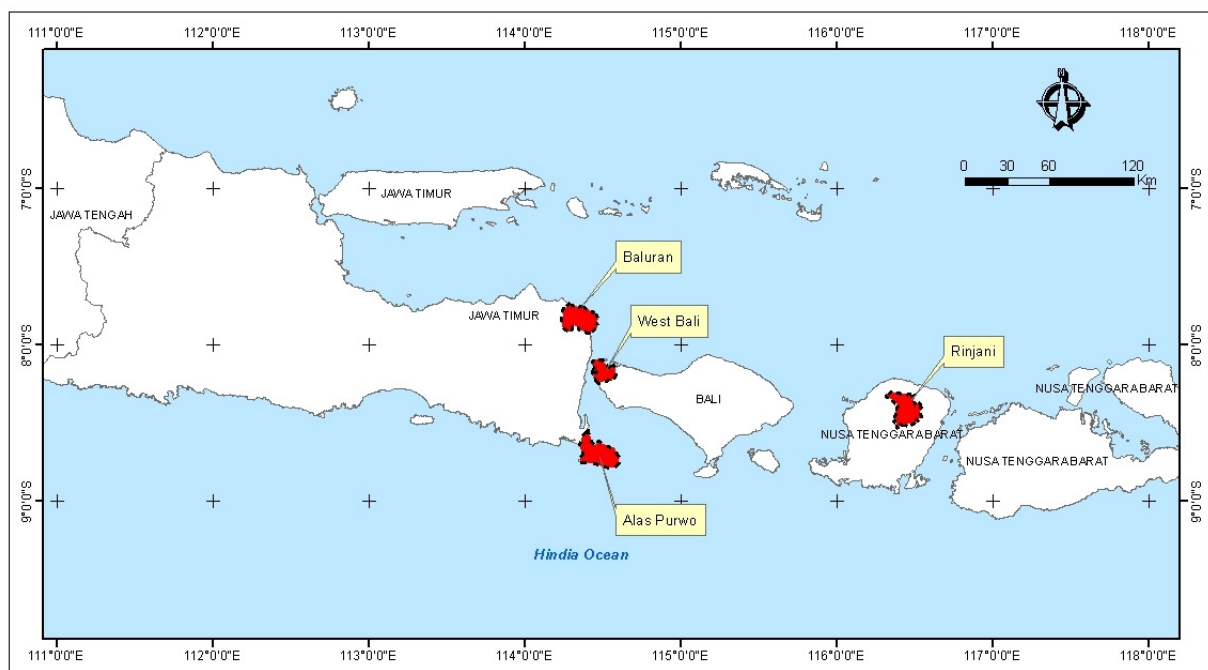 111°0'0"E 112°0'0"E 113°0'0"E 114°0'0"E 115°0'0"E 116°0'0"E 117°0'0"E 118°0'0"E
N
0 30 60 120
Km
7°0'0"S
7°0'0"S
JAWA TIMUR
JAWA TENGAH
Baluran
JAWA TIMUR
West Bali
8°0'0"S
8°0'0"S
Rinjani
NUSA TENGGARA BARAT
BALI
NUSA TENGGARA BARAT
NUSA TENGGARA BARAT
9°0'0"S
9°0'0"S
Alas Purwo
Hindia Ocean
111°0'0"E 112°0'0"E 113°0'0"E 114°0'0"E 115°0'0"E 116°0'0"E 117°0'0"E 118°0'0"E